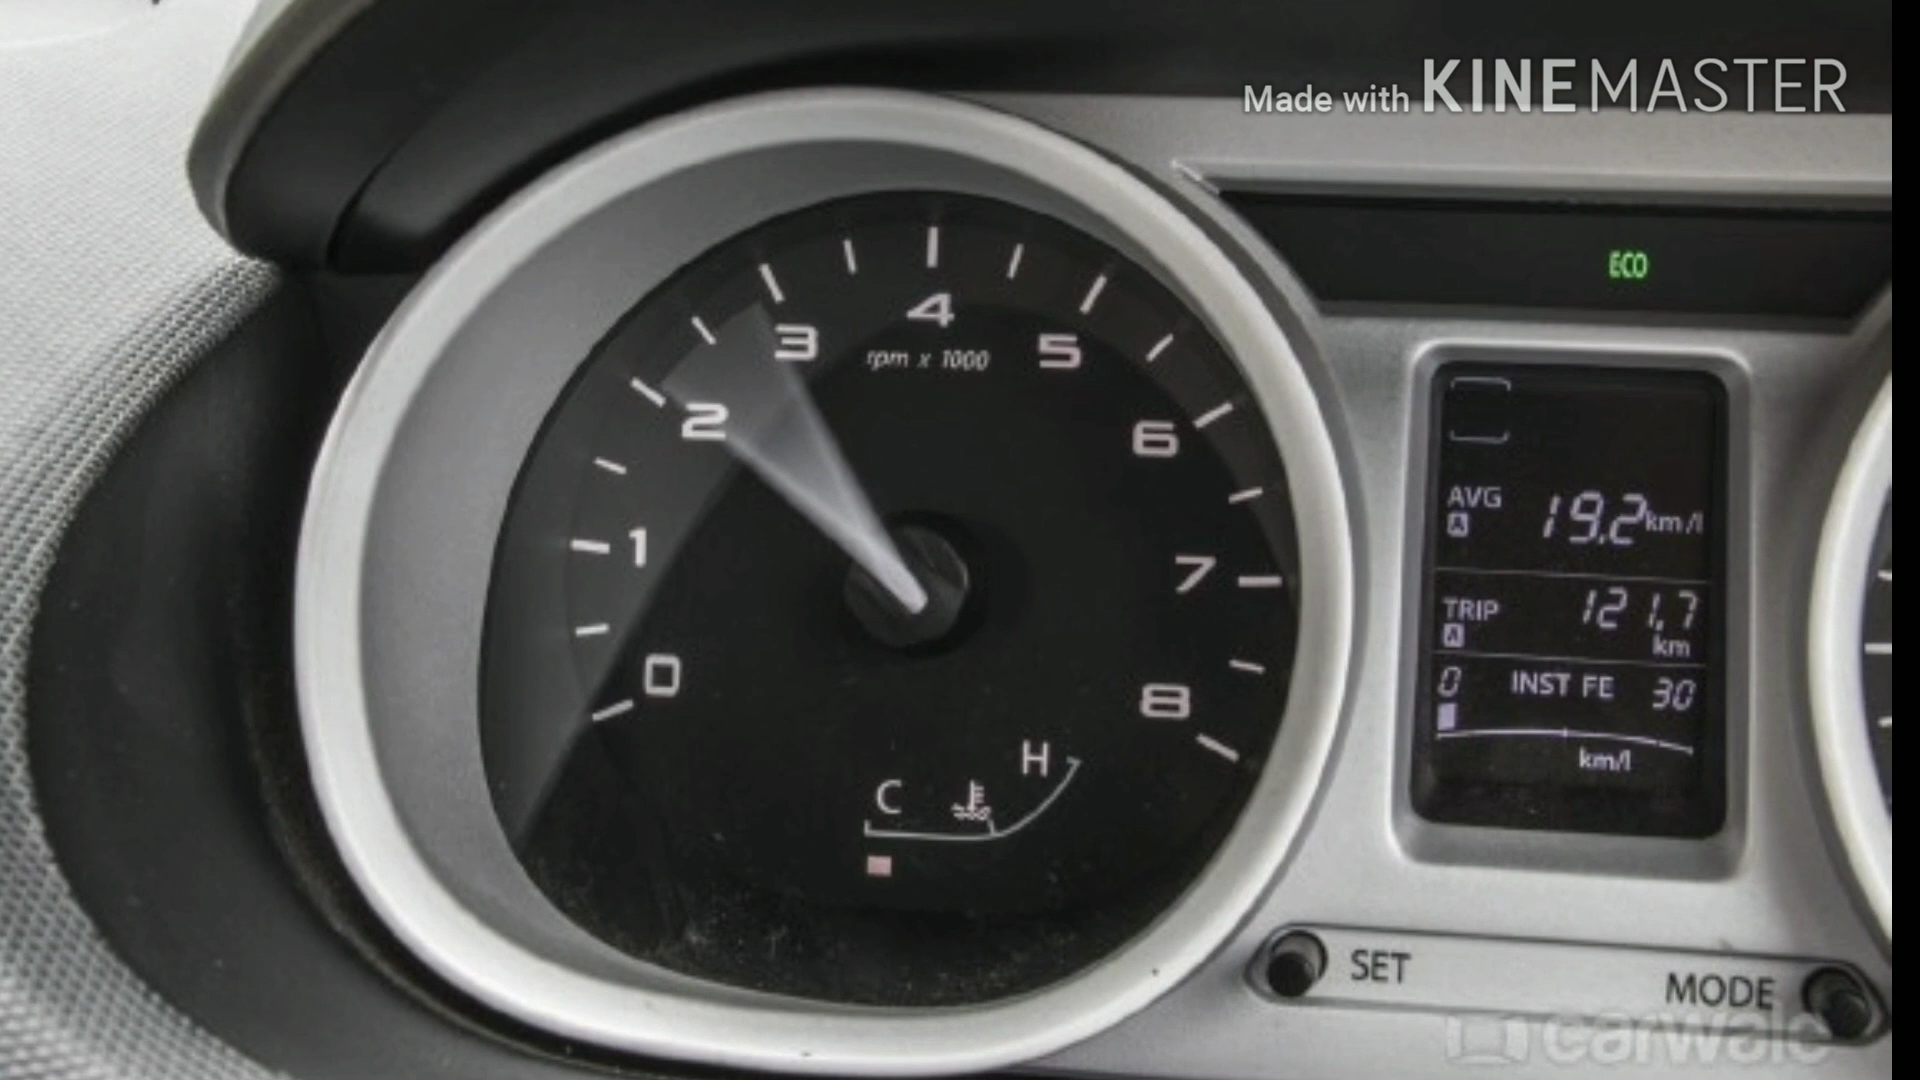 Made with KINEMASTER
ECO
4
3
5
rpm x 1000
2
6
1
7
0
8
C
H
AVG A 19.2 km/l
TRIP A 121.7 km
0 INST FE 30
km/l
SET
MODE
carwale